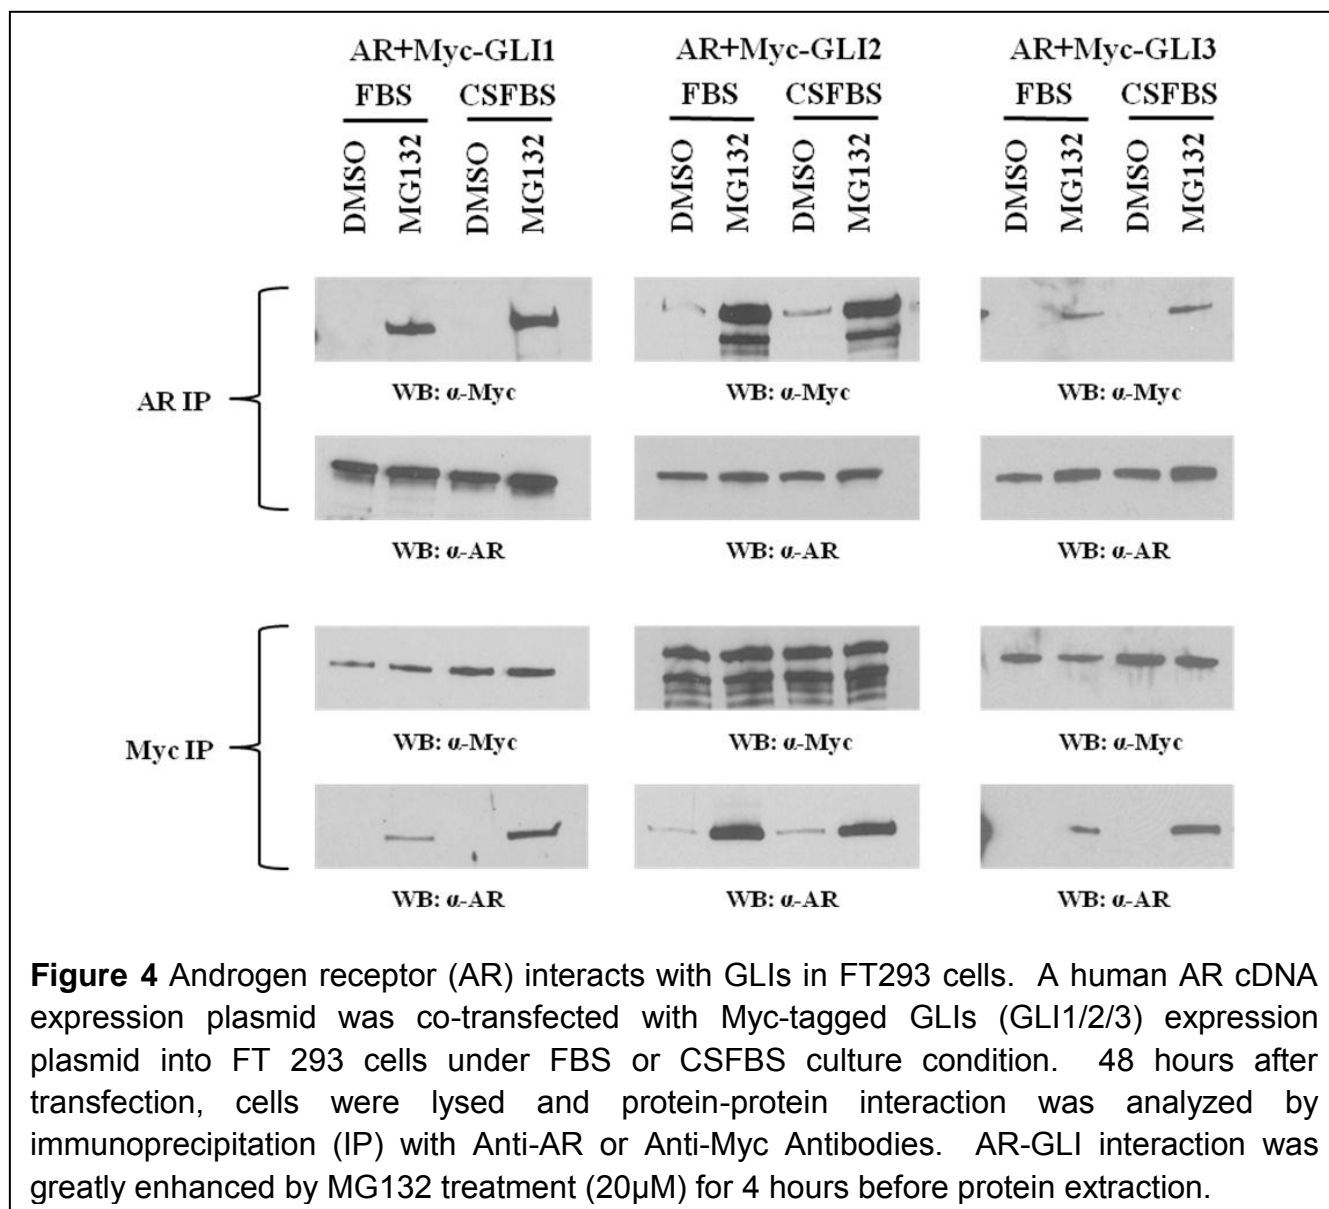 AR+Myc-GLI1 AR+Myc-GLI2 AR+Myc-GLI3
FBS CSFBS FBS CSFBS FBS CSFBS
DMSO MG132 DMSO MG132 DMSO MG132 DMSO MG132 DMSO MG132 DMSO MG132
WB: α-Myc WB: α-Myc WB: α-Myc
AR IP
WB: α-AR WB: α-AR WB: α-AR
WB: α-Myc WB: α-Myc WB: α-Myc
Myc IP
WB: α-AR WB: α-AR WB: α-AR
Figure 4 Androgen receptor (AR) interacts with GLIs in FT293 cells. A human AR cDNA
expression plasmid was co-transfected with Myc-tagged GLIs (GLI1/2/3) expression
plasmid into FT 293 cells under FBS or CSFBS culture condition. 48 hours after
transfection, cells were lysed and protein-protein interaction was analyzed by
immunoprecipitation (IP) with Anti-AR or Anti-Myc Antibodies. AR-GLI interaction was
greatly enhanced by MG132 treatment (20µM) for 4 hours before protein extraction.